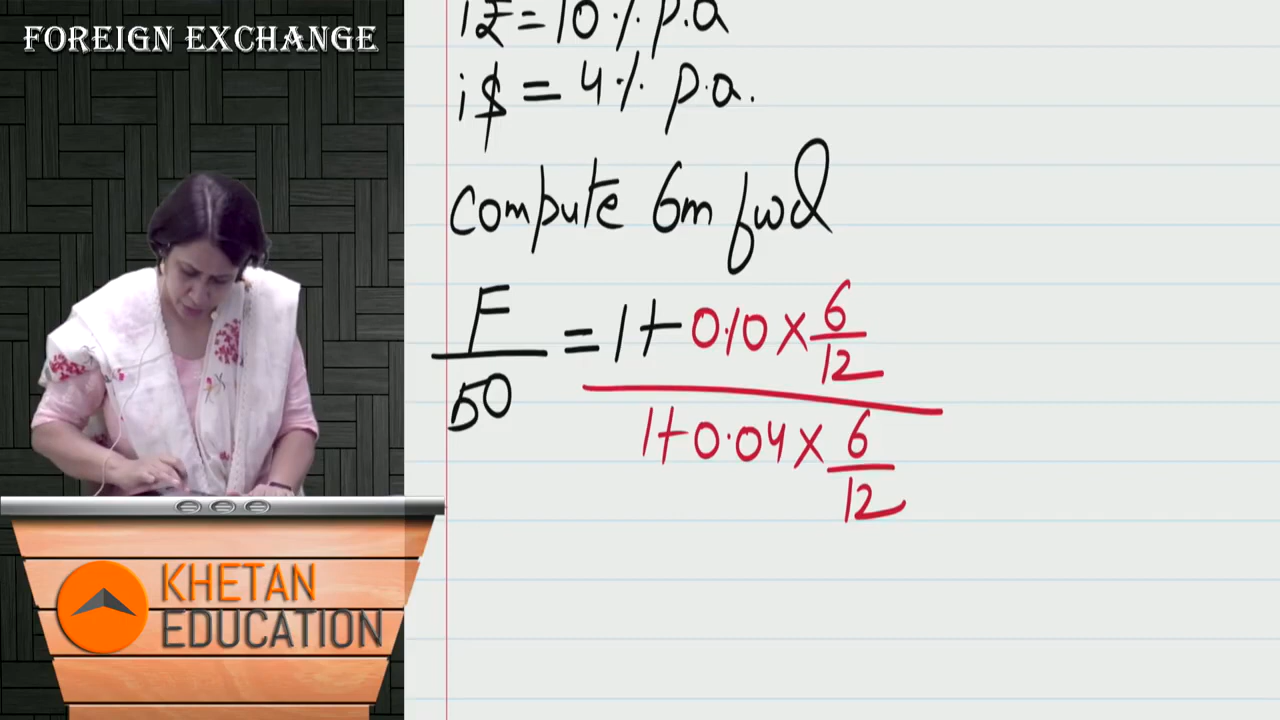 FOREIGN EXCHANGE
i₹ = 10% p.a
i$ = 4% p.a.
compute 6m fwd
F/50 = (1+0.10 × 6/12)/(1+0.04 × 6/12)
KHETAN
EDUCATION